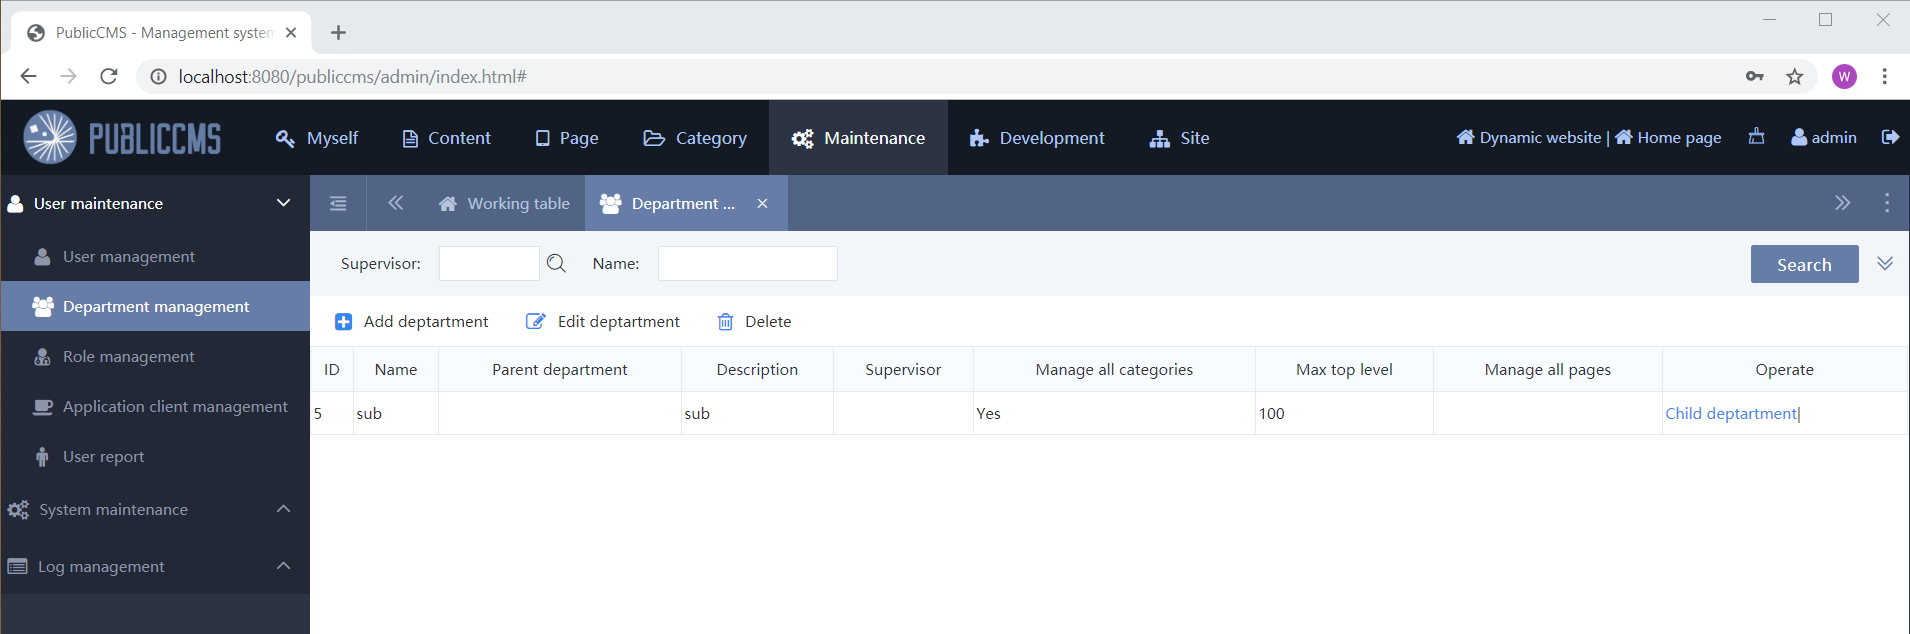 PublicCMS - Management system
localhost:8080/publiccms/admin/index.html#
W
PUBLICCMS Myself Content Page Category Maintenance Development Site Dynamic website | Home page admin
User maintenance
Working table Department ...
User management
Department management
Role management
Application client management
User report
System maintenance
Log management
Supervisor: Name: Search
Add deptartment Edit deptartment Delete
ID Name Parent department Description Supervisor Manage all categories Max top level Manage all pages Operate
5 sub sub Yes 100 Child deptartment|